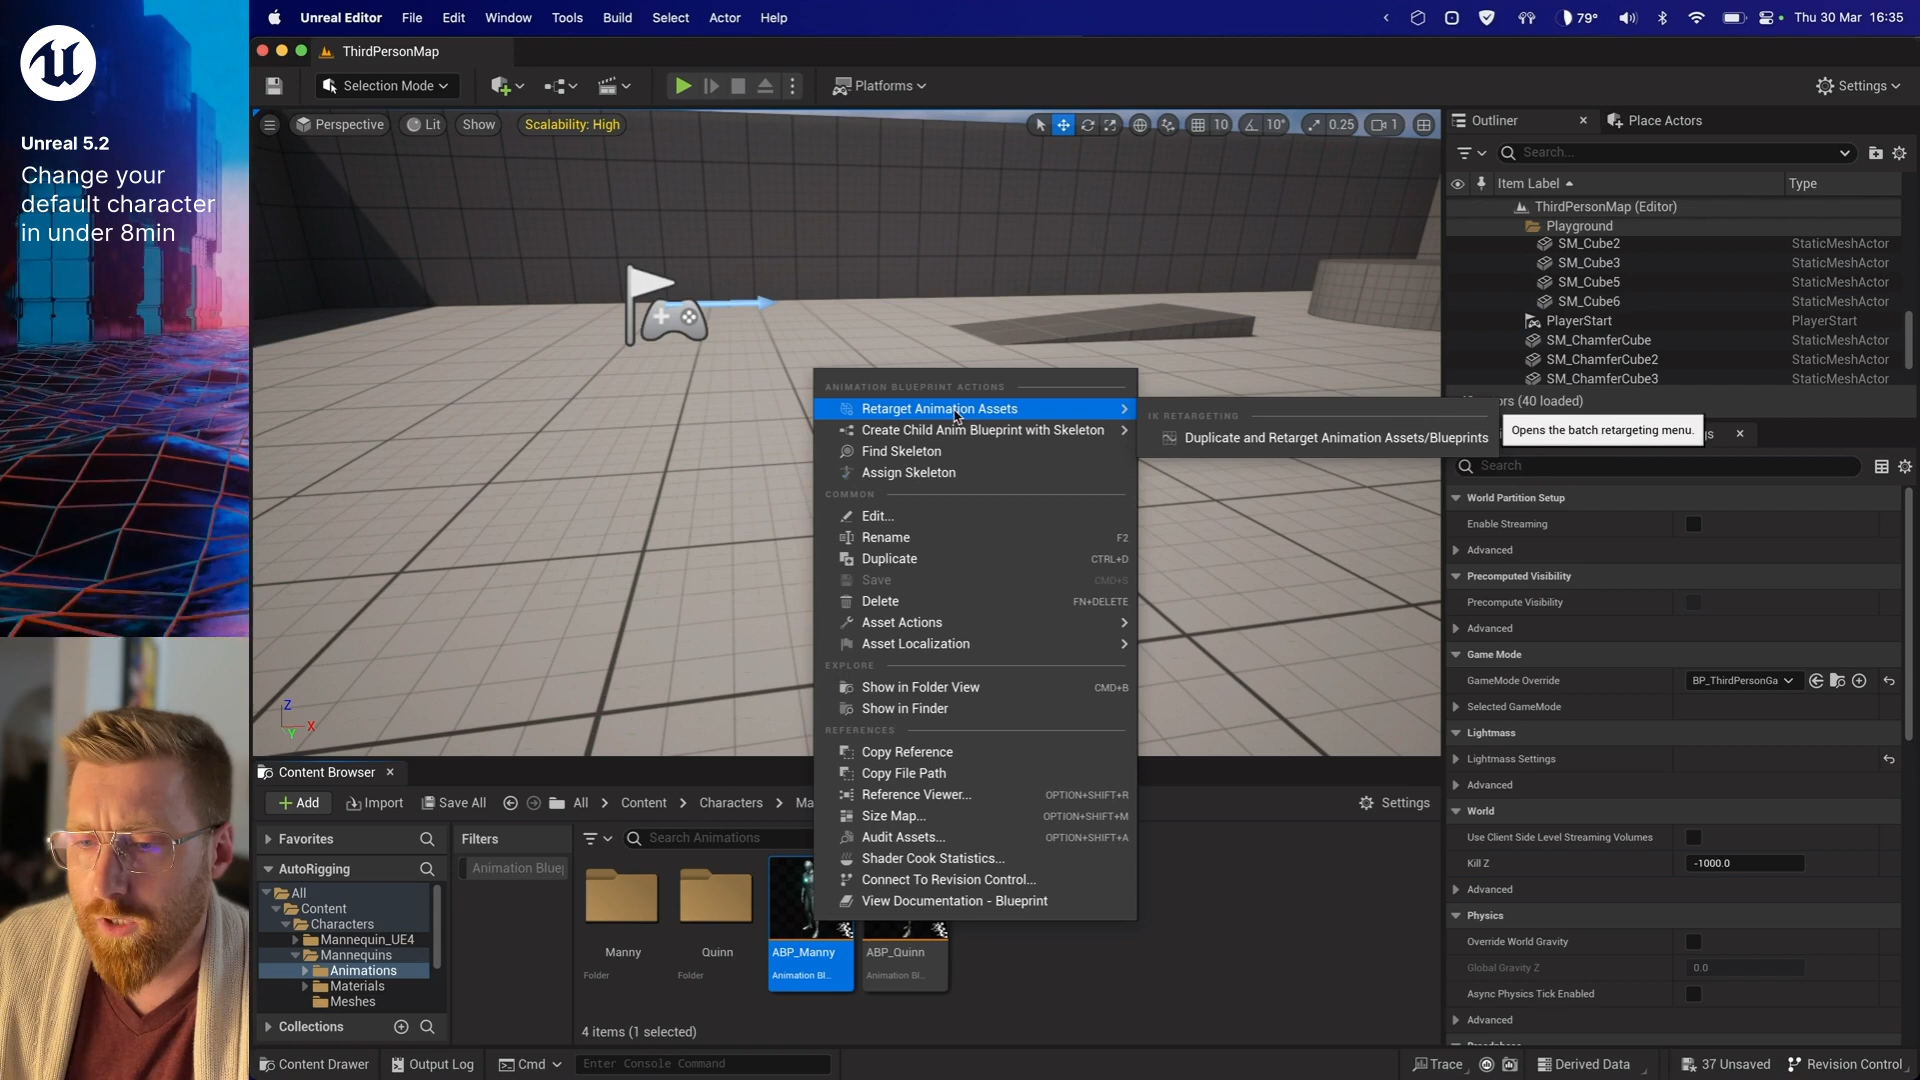 Unreal 5.2
Change your
default character
in under 8min
Unreal Editor File Edit Window Tools Build Select Actor Help
79° Thu 30 Mar 16:35
ThirdPersonMap
Selection Mode
Platforms
Settings
Perspective Lit Show Scalability: High
10 10° 0.25 1
Outliner
Place Actors
Search...
Item Label Type
ThirdPersonMap (Editor)
Playground
SM_Cube2 StaticMeshActor
SM_Cube3 StaticMeshActor
SM_Cube5 StaticMeshActor
SM_Cube6 StaticMeshActor
PlayerStart PlayerStart
SM_ChamferCube StaticMeshActor
SM_ChamferCube2 StaticMeshActor
SM_ChamferCube3 StaticMeshActor
(40 loaded)
ANIMATION BLUEPRINT ACTIONS
Retarget Animation Assets
Create Child Anim Blueprint with Skeleton
Find Skeleton
Assign Skeleton
COMMON
Edit...
Rename F2
Duplicate CTRL+D
Save CMD+S
Delete FN+DELETE
Asset Actions
Asset Localization
EXPLORE
Show in Folder View CMD+B
Show in Finder
REFERENCES
Copy Reference
Copy File Path
Reference Viewer... OPTION+SHIFT+R
Size Map... OPTION+SHIFT+M
Audit Assets... OPTION+SHIFT+A
Shader Cook Statistics...
Connect To Revision Control...
View Documentation - Blueprint
IK RETARGETING
Duplicate and Retarget Animation Assets/Blueprints
Opens the batch retargeting menu.
Search
World Partition Setup
Enable Streaming
Advanced
Precomputed Visibility
Precompute Visibility
Advanced
Game Mode
GameMode Override BP_ThirdPersonGa
Selected GameMode
Lightmass
Lightmass Settings
Advanced
World
Use Client Side Level Streaming Volumes
Kill Z -1000.0
Advanced
Physics
Override World Gravity
Global Gravity Z 0.0
Async Physics Tick Enabled
Advanced
Z
X
Y
Content Browser
Add Import Save All All Content Characters Ma
Settings
Favorites
AutoRigging
All
Content
Characters
Mannequin_UE4
Mannequins
Animations
Materials
Meshes
Collections
Filters
Animation Bluep
Search Animations
Manny
Folder
Quinn
Folder
ABP_Manny
Animation Bl...
ABP_Quinn
Animation Bl...
4 items (1 selected)
Content Drawer Output Log Cmd Enter Console Command
Trace Derived Data 37 Unsaved Revision Control